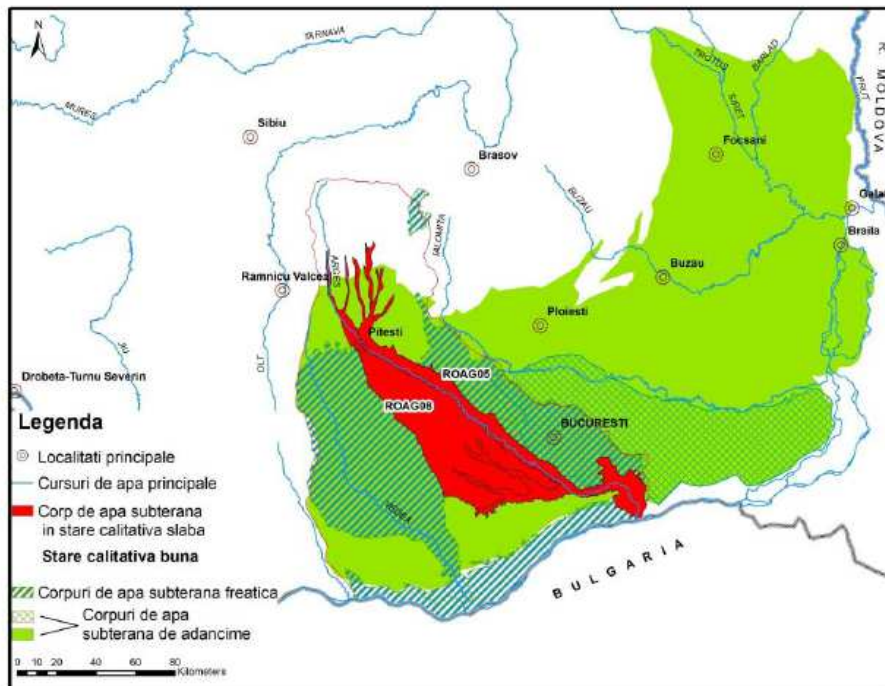 N
TARNAVA
MURES
Sibiu
Brasov
TROTUS
BARLAD
SIRET
PRUT
R. MOLDOVA
Focsani
BUZAU
IALOMITA
Galati
Braila
Buzau
ARGES
Ramnicu Valcea
Ploiesti
Pitesti
JIU
OLT
Drobeta-Turnu Severin
ROAG05
ROAG08
BUCURESTI
VEDEA
BULGARIA
Legenda
Localitati principale
Cursuri de apa principale
Corp de apa subterana
in stare calitativa slaba
Stare calitativa buna
Corpuri de apa subterana freatica
Corpuri de apa
subterana de adancime
0 10 20 40 60 80
Kilometers